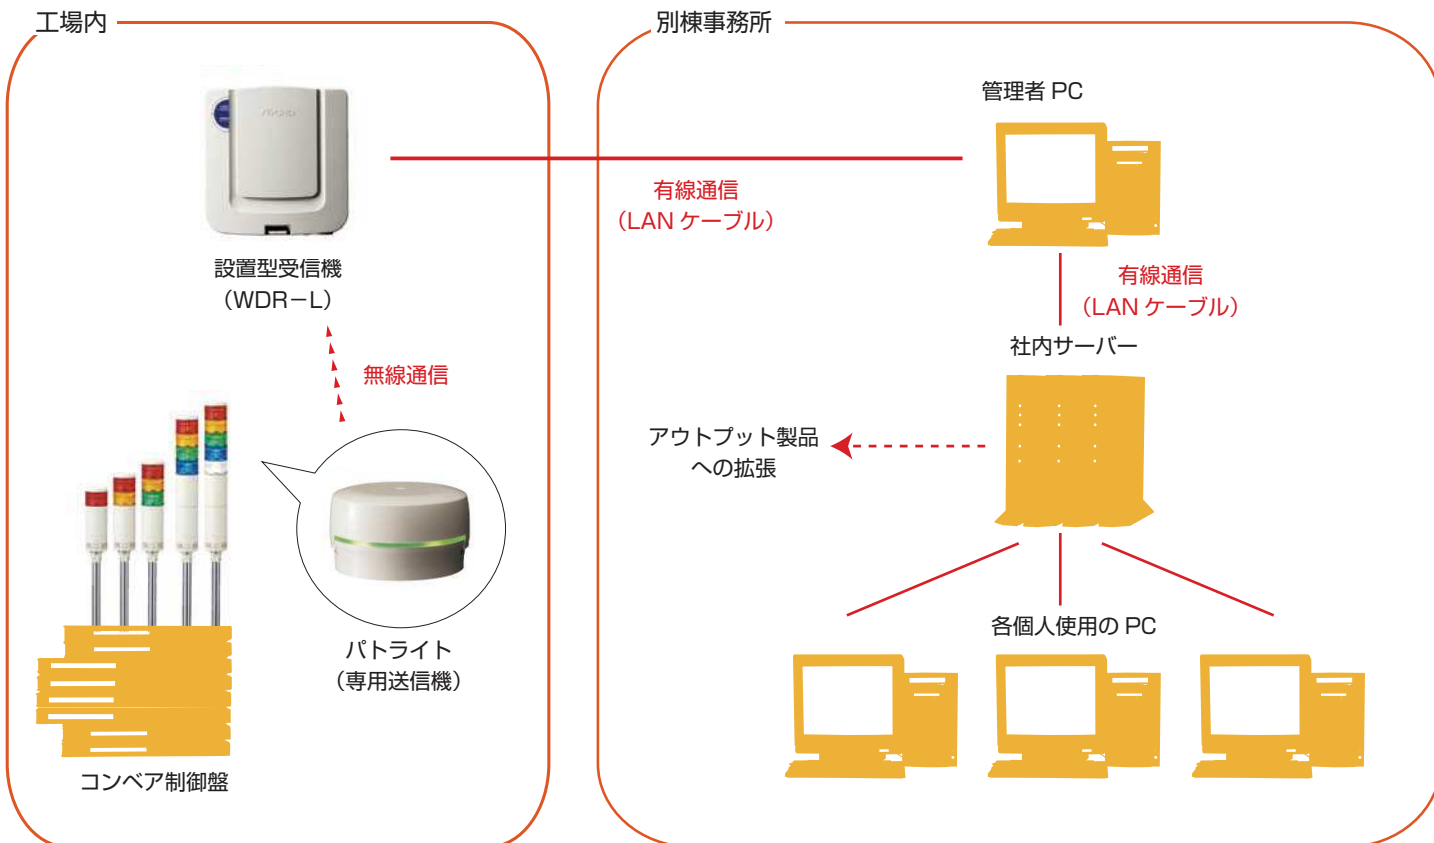 工場内
別棟事務所
管理者 PC
有線通信
（LAN ケーブル）
設置型受信機
（WDR－L）
有線通信
（LAN ケーブル）
社内サーバー
無線通信
アウトプット製品
への拡張
各個人使用の PC
パトライト
（専用送信機）
コンベア制御盤